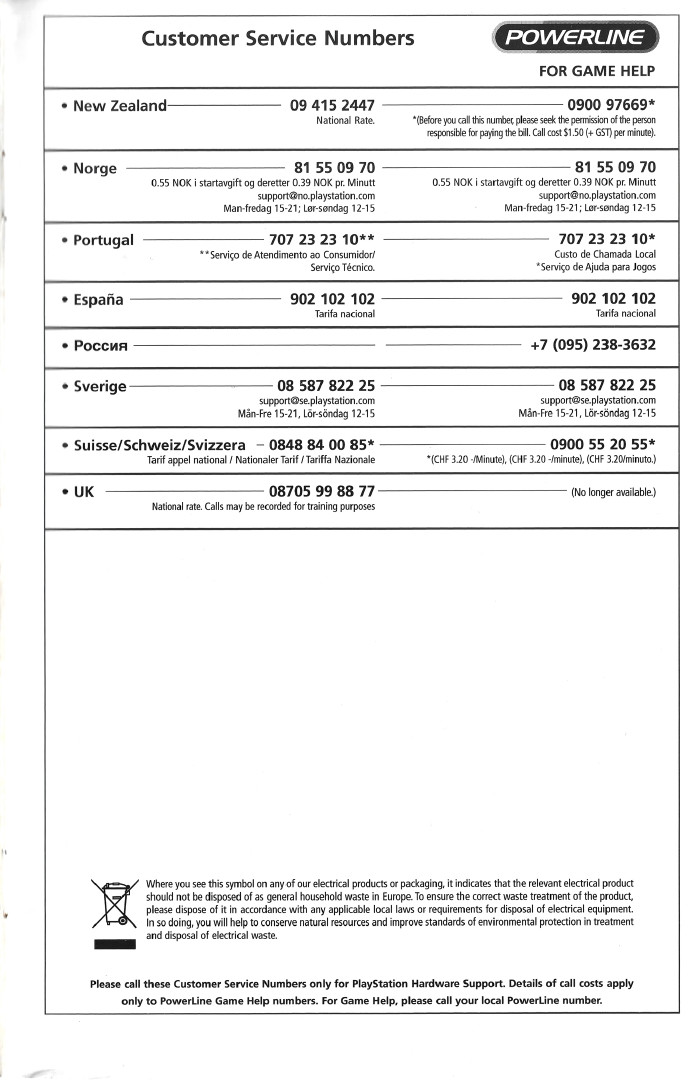 Customer Service Numbers
POWERLINE
FOR GAME HELP
• New Zealand 09 415 2447 0900 97669*
National Rate. *(Before you call this number, please seek the permission of the person
responsible for paying the bill. Call cost $1.50 (+ GST) per minute).
• Norge 81 55 09 70 81 55 09 70
0.55 NOK i startavgift og deretter 0.39 NOK pr. Minutt 0.55 NOK i startavgift og deretter 0.39 NOK pr. Minutt
support@no.playstation.com support@no.playstation.com
Man-fredag 15-21; Lør-søndag 12-15 Man-fredag 15-21; Lør-søndag 12-15
• Portugal 707 23 23 10** 707 23 23 10*
**Serviço de Atendimento ao Consumidor/ Custo de Chamada Local
Serviço Técnico. *Serviço de Ajuda para Jogos
• España 902 102 102 902 102 102
Tarifa nacional Tarifa nacional
• Россия +7 (095) 238-3632
• Sverige 08 587 822 25 08 587 822 25
support@se.playstation.com support@se.playstation.com
Mån-Fre 15-21, Lör-söndag 12-15 Mån-Fre 15-21, Lör-söndag 12-15
• Suisse/Schweiz/Svizzera 0848 84 00 85* 0900 55 20 55*
Tarif appel national / Nationaler Tarif / Tariffa Nazionale *(CHF 3.20 -/Minute), (CHF 3.20 -/minute), (CHF 3.20/minuto.)
• UK 08705 99 88 77 (No longer available.)
National rate. Calls may be recorded for training purposes
Where you see this symbol on any of our electrical products or packaging, it indicates that the relevant electrical product
should not be disposed of as general household waste in Europe. To ensure the correct waste treatment of the product,
please dispose of it in accordance with any applicable local laws or requirements for disposal of electrical equipment.
In so doing, you will help to conserve natural resources and improve standards of environmental protection in treatment
and disposal of electrical waste.
Please call these Customer Service Numbers only for PlayStation Hardware Support. Details of call costs apply
only to PowerLine Game Help numbers. For Game Help, please call your local PowerLine number.